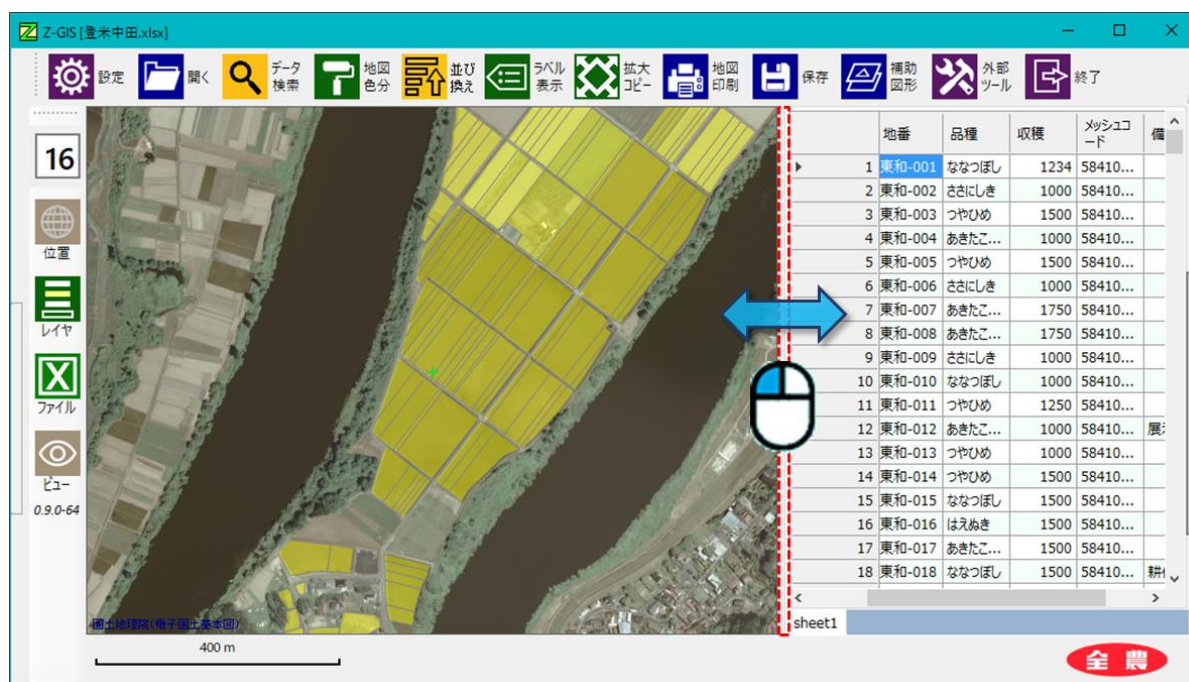 Z-GIS [登米中田.xlsx]
設定
開く
データ
検索
地図
色分
並び
換え
ラベル
表示
拡大
コピー
地図
印刷
保存
補助
図形
外部
ツール
終了
16
位置
レイヤ
ファイル
ビュー
0.9.0-64
地番 品種 収穫 メッシュコ
ード 備
1 東和-001 ななつぼし 1234 58410...
2 東和-002 ささにしき 1000 58410...
3 東和-003 つやひめ 1500 58410...
4 東和-004 あきたこ... 1000 58410...
5 東和-005 つやひめ 1500 58410...
6 東和-006 ささにしき 1000 58410...
7 東和-007 あきたこ... 1750 58410...
8 東和-008 あきたこ... 1750 58410...
9 東和-009 ささにしき 1000 58410...
10 東和-010 ななつぼし 1000 58410...
11 東和-011 つやひめ 1250 58410...
12 東和-012 あきたこ... 1000 58410... 展
13 東和-013 つやひめ 1000 58410...
14 東和-014 つやひめ 1500 58410...
15 東和-015 ななつぼし 1500 58410...
16 東和-016 はえぬき 1500 58410...
17 東和-017 あきたこ... 1500 58410...
18 東和-018 ななつぼし 1500 58410... 耕
sheet1
国土地理院(電子国土基本図)
400 m
全農